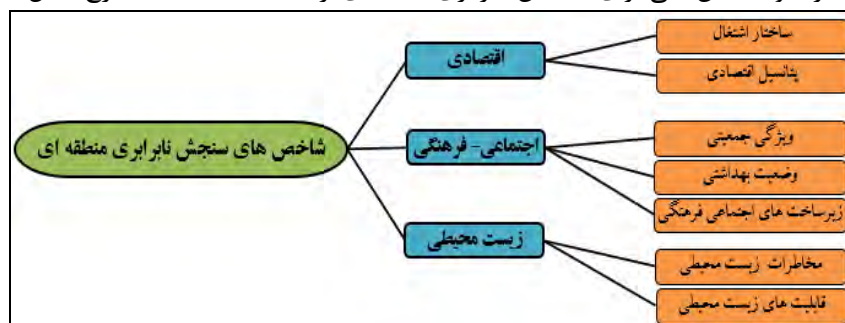 شاخص های سنجش نابرابری منطقه ای
اقتصادی
ساختار اشتغال
پتانسیل اقتصادی
اجتماعی- فرهنگی
ویژگی جمعیتی
وضعیت بهداشتی
زیرساخت های اجتماعی فرهنگی
زیست محیطی
مخاطرات زیست محیطی
قابلیت های زیست محیطی